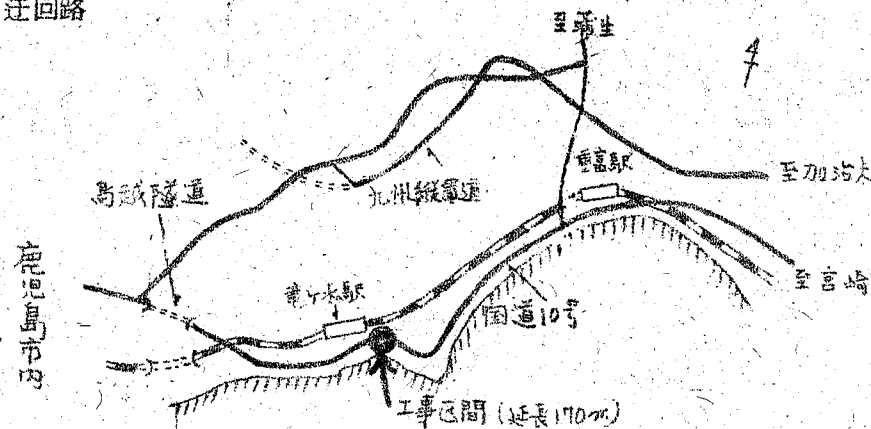 迂回路
至蒲生
重富駅
至加治木
鳥越隧道
九州縦貫道
鹿児島市内
竜ケ水駅
国道10号
至宮崎
工事区間 (延長170m)